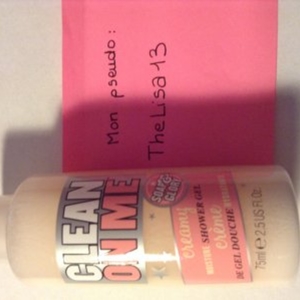 Mon pseudo:
TheLisa13
CLEAN
ON ME
SOAP &
GLORY
creamy
SHOWER GEL
crème
DE GEL DOUCHE
75ml e 2.5 US Fl. Oz